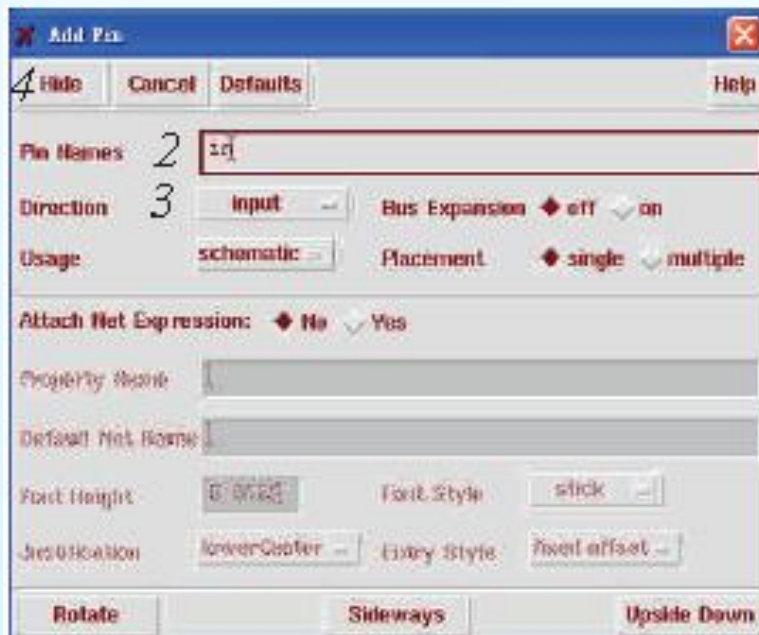 Add Pin
4 Hide Cancel Defaults Help
Pin Names 2 in
Direction 3 input Bus Expansion off on
Usage schematic Placement single multiple
Attach Net Expression: No Yes
Property Name
Default Net Name
Font Height Font Style stick
Justification lowerCenter Entry Style fixed offset
Rotate Sideways Upside Down